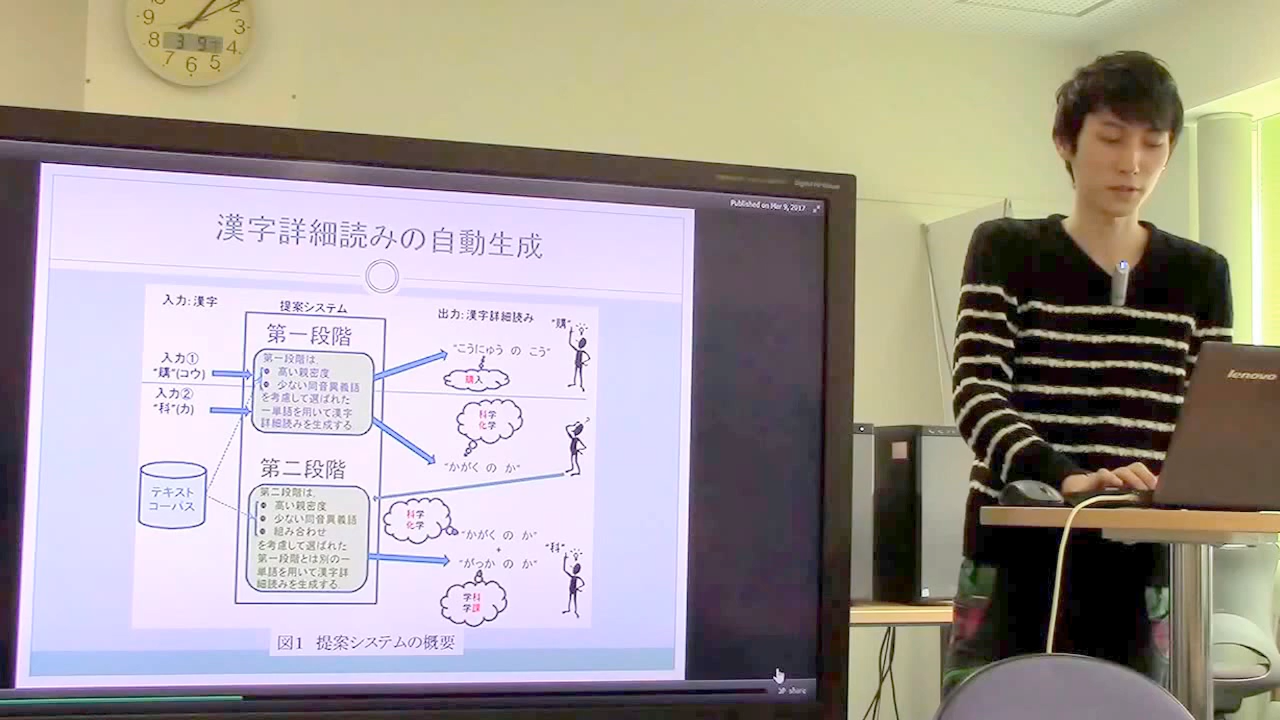 9
8
7
6
5
4
3
2
3 9
Published on Mar 9, 2017
漢字詳細読みの自動生成
入力:漢字
提案システム
出力:漢字詳細読み
第一段階
"購"
入力①
"購"(コウ)
入力②
"科"(カ)
第一段階は,
高い親密度
少ない同音異義語
を考慮して選ばれた
一単語を用いて漢字
詳細読みを生成する
"こうにゅう の こう"
購入
科学
化学
"かがく の か"
テキスト
コーパス
第二段階
第二段階は,
高い親密度
少ない同音異義語
組み合わせ
を考慮して選ばれた
第一段階とは別の一
単語を用いて漢字詳
細読みを生成する
科学
化学
"かがく の か"
+
"がっか の か"
"科"
学科
学課
図1 提案システムの概要
share
lenovo